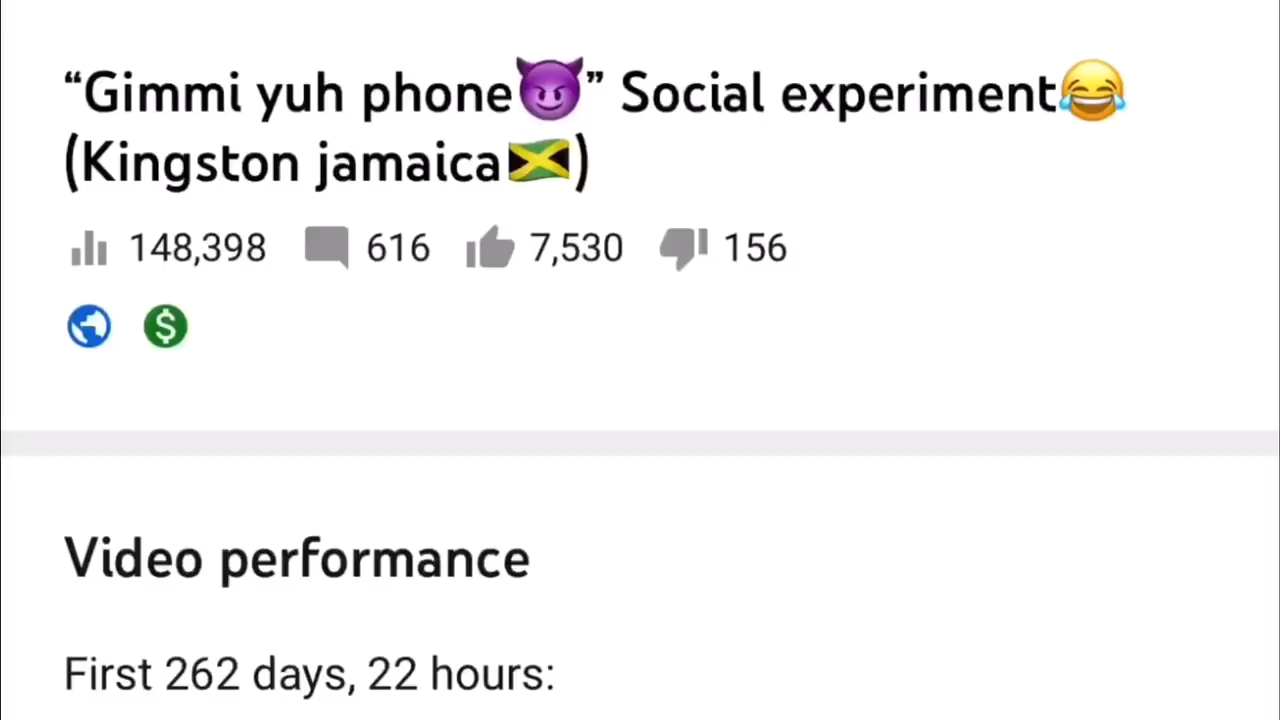 “Gimmi yuh phone😈” Social experiment😂
(Kingston jamaica🇯🇲)
148,398 616 7,530 156
Video performance
First 262 days, 22 hours: